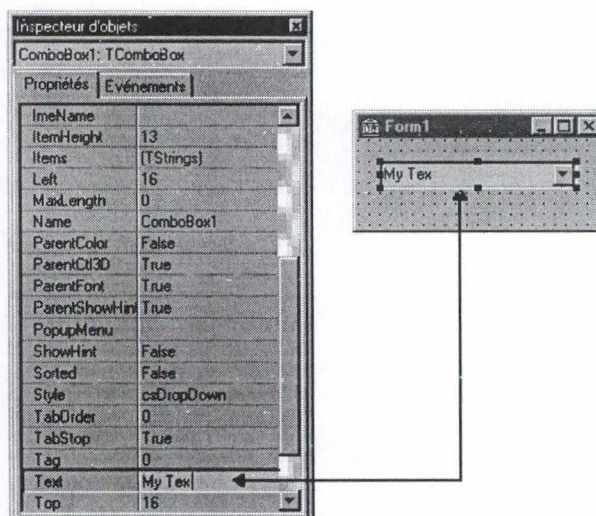 Inspecteur d'objets
ComboBox1: TComboBox
Propriétés Evénements
ImeName
ItemHeight 13
Items (TStrings)
Left 16
MaxLength 0
Name ComboBox1
ParentColor False
ParentCtl3D True
ParentFont True
ParentShowHint True
PopupMenu
ShowHint False
Sorted False
Style csDropDown
TabOrder 0
TabStop True
Tag 0
Text My Tex
Top 16
Form1
My Tex